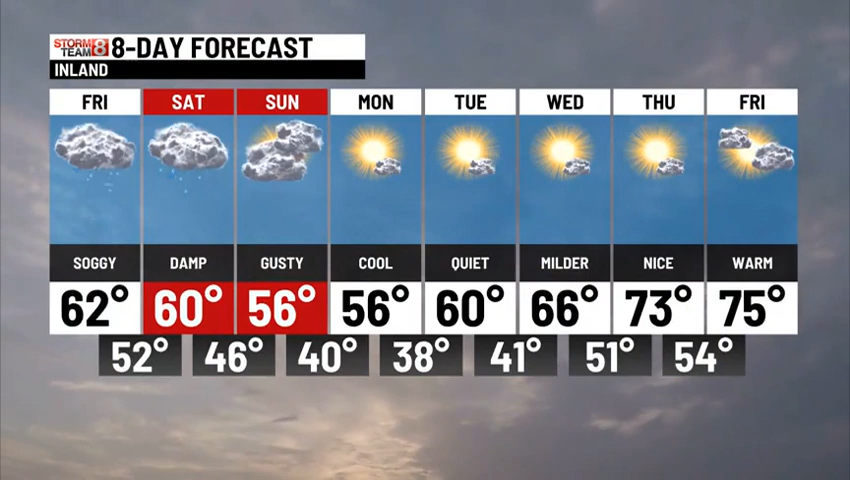 STORM TEAM 8 8-DAY FORECAST
INLAND
FRI SAT SUN MON TUE WED THU FRI
SOGGY DAMP GUSTY COOL QUIET MILDER NICE WARM
62° 60° 56° 56° 60° 66° 73° 75°
52° 46° 40° 38° 41° 51° 54°